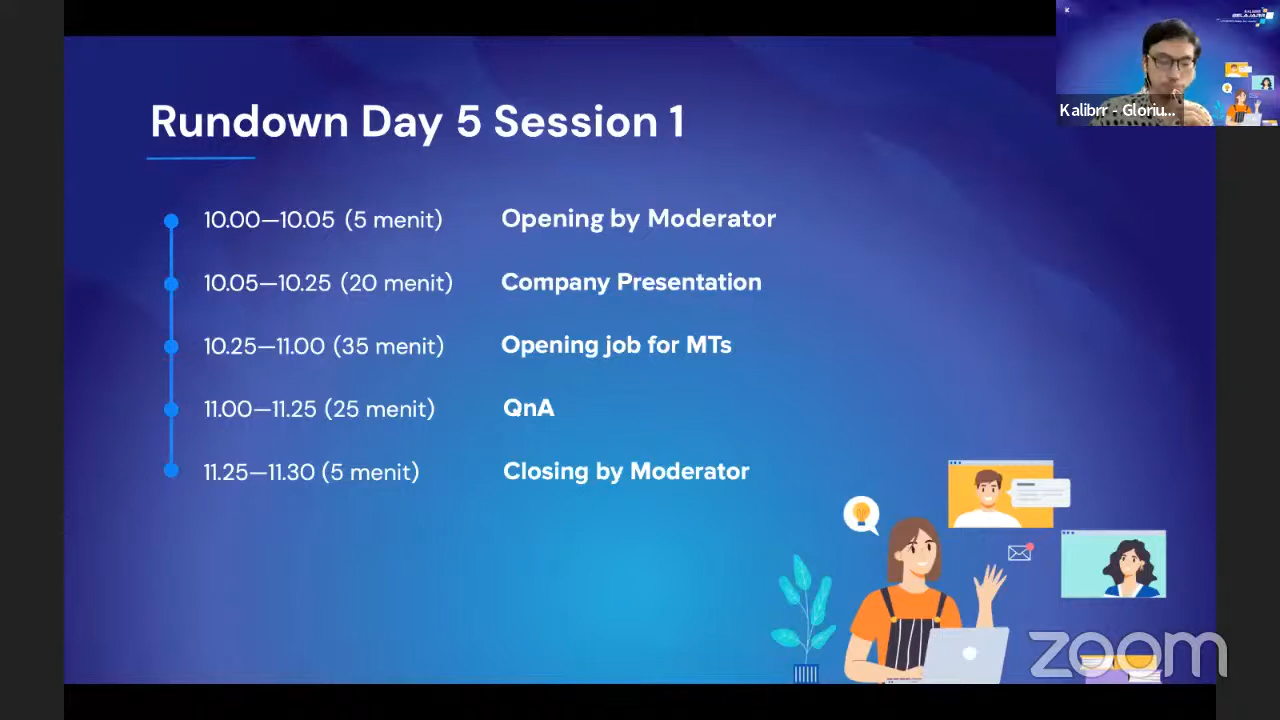 Rundown Day 5 Session 1
10.00—10.05 (5 menit) Opening by Moderator
10.05—10.25 (20 menit) Company Presentation
10.25—11.00 (35 menit) Opening job for MTs
11.00—11.25 (25 menit) QnA
11.25—11.30 (5 menit) Closing by Moderator
Kalibrr - Gloriu...
zoom